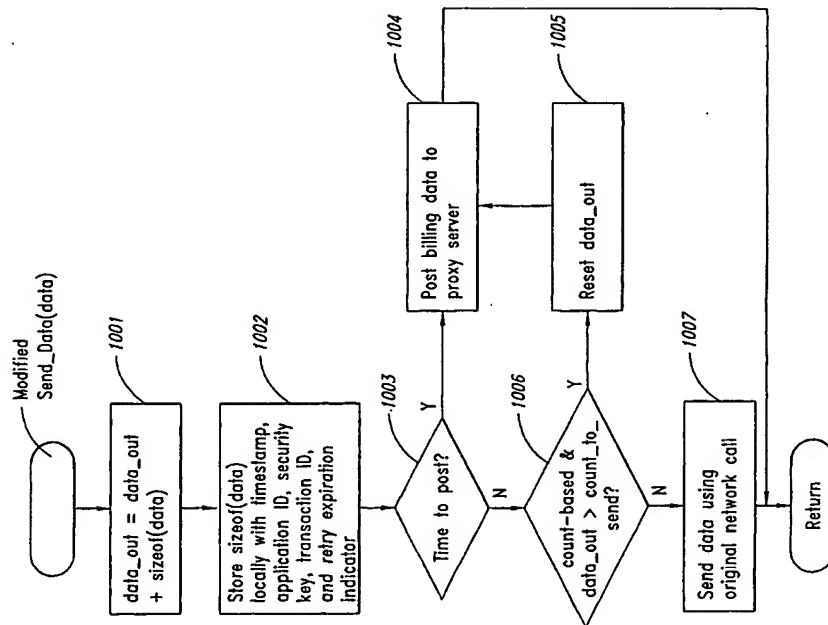 Modified
Send_Data(data)
1001
data_out = data_out
+ sizeof(data)
1002
Store sizeof(data)
locally with timestamp,
application ID, security
key, transaction ID,
and retry expiration
indicator
1003
Time to post?
Y
N
1004
Post billing data to
proxy server
1005
Reset data_out
1006
count-based &
data_out > count_to_
send?
Y
N
1007
Send data using
original network call
Return